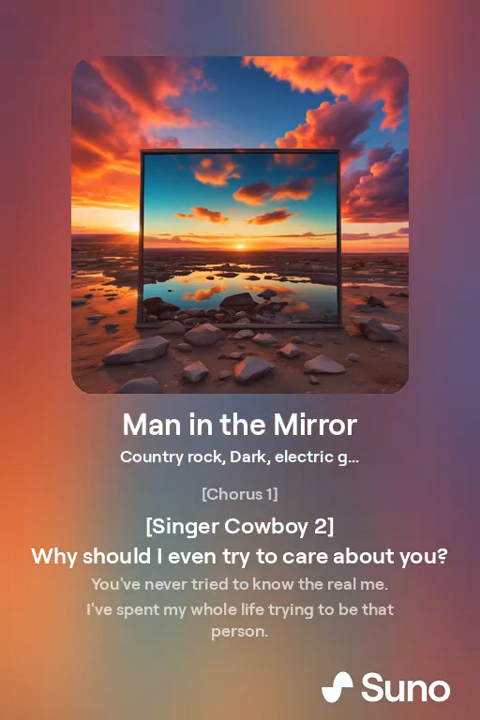 Man in the Mirror
Country rock, Dark, electric g...
[Chorus 1]
[Singer Cowboy 2]
Why should I even try to care about you?
You've never tried to know the real me.
I've spent my whole life trying to be that
person.
Suno